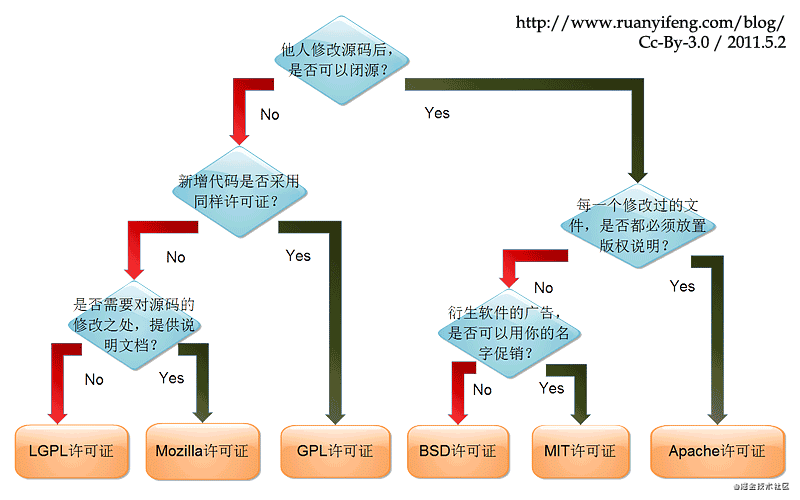 http://www.ruanyifeng.com/blog/
Cc-By-3.0 / 2011.5.2
他人修改源码后，
是否可以闭源？
No
Yes
新增代码是否采用
同样许可证？
每一个修改过的文
件，是否都必须放置
版权说明？
No
Yes
No
Yes
是否需要对源码的
修改之处，提供说
明文档？
衍生软件的广告，
是否可以用你的名
字促销？
No
Yes
No
Yes
LGPL许可证
Mozilla许可证
GPL许可证
BSD许可证
MIT许可证
Apache许可证
@掘金技术社区